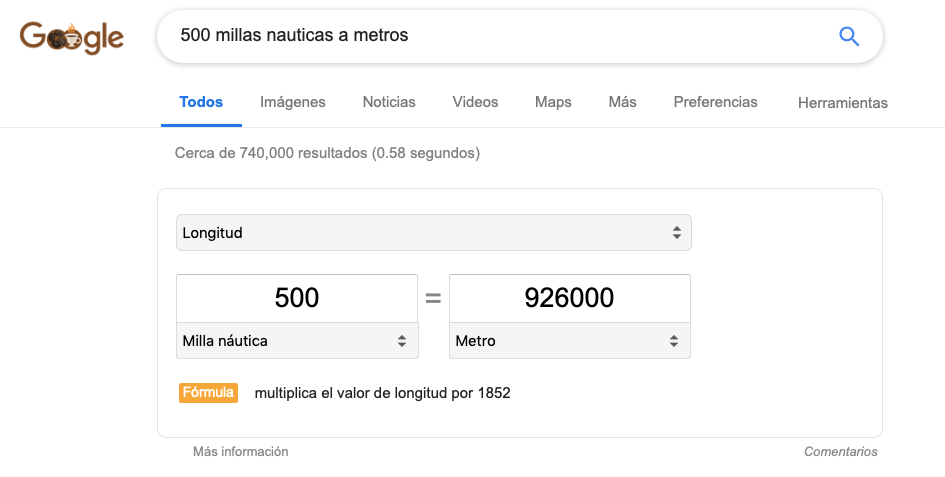 Google
500 millas nauticas a metros
Todos Imágenes Noticias Videos Maps Más Preferencias Herramientas
Cerca de 740,000 resultados (0.58 segundos)
Longitud
500 = 926000
Milla náutica Metro
Fórmula multiplica el valor de longitud por 1852
Más información Comentarios